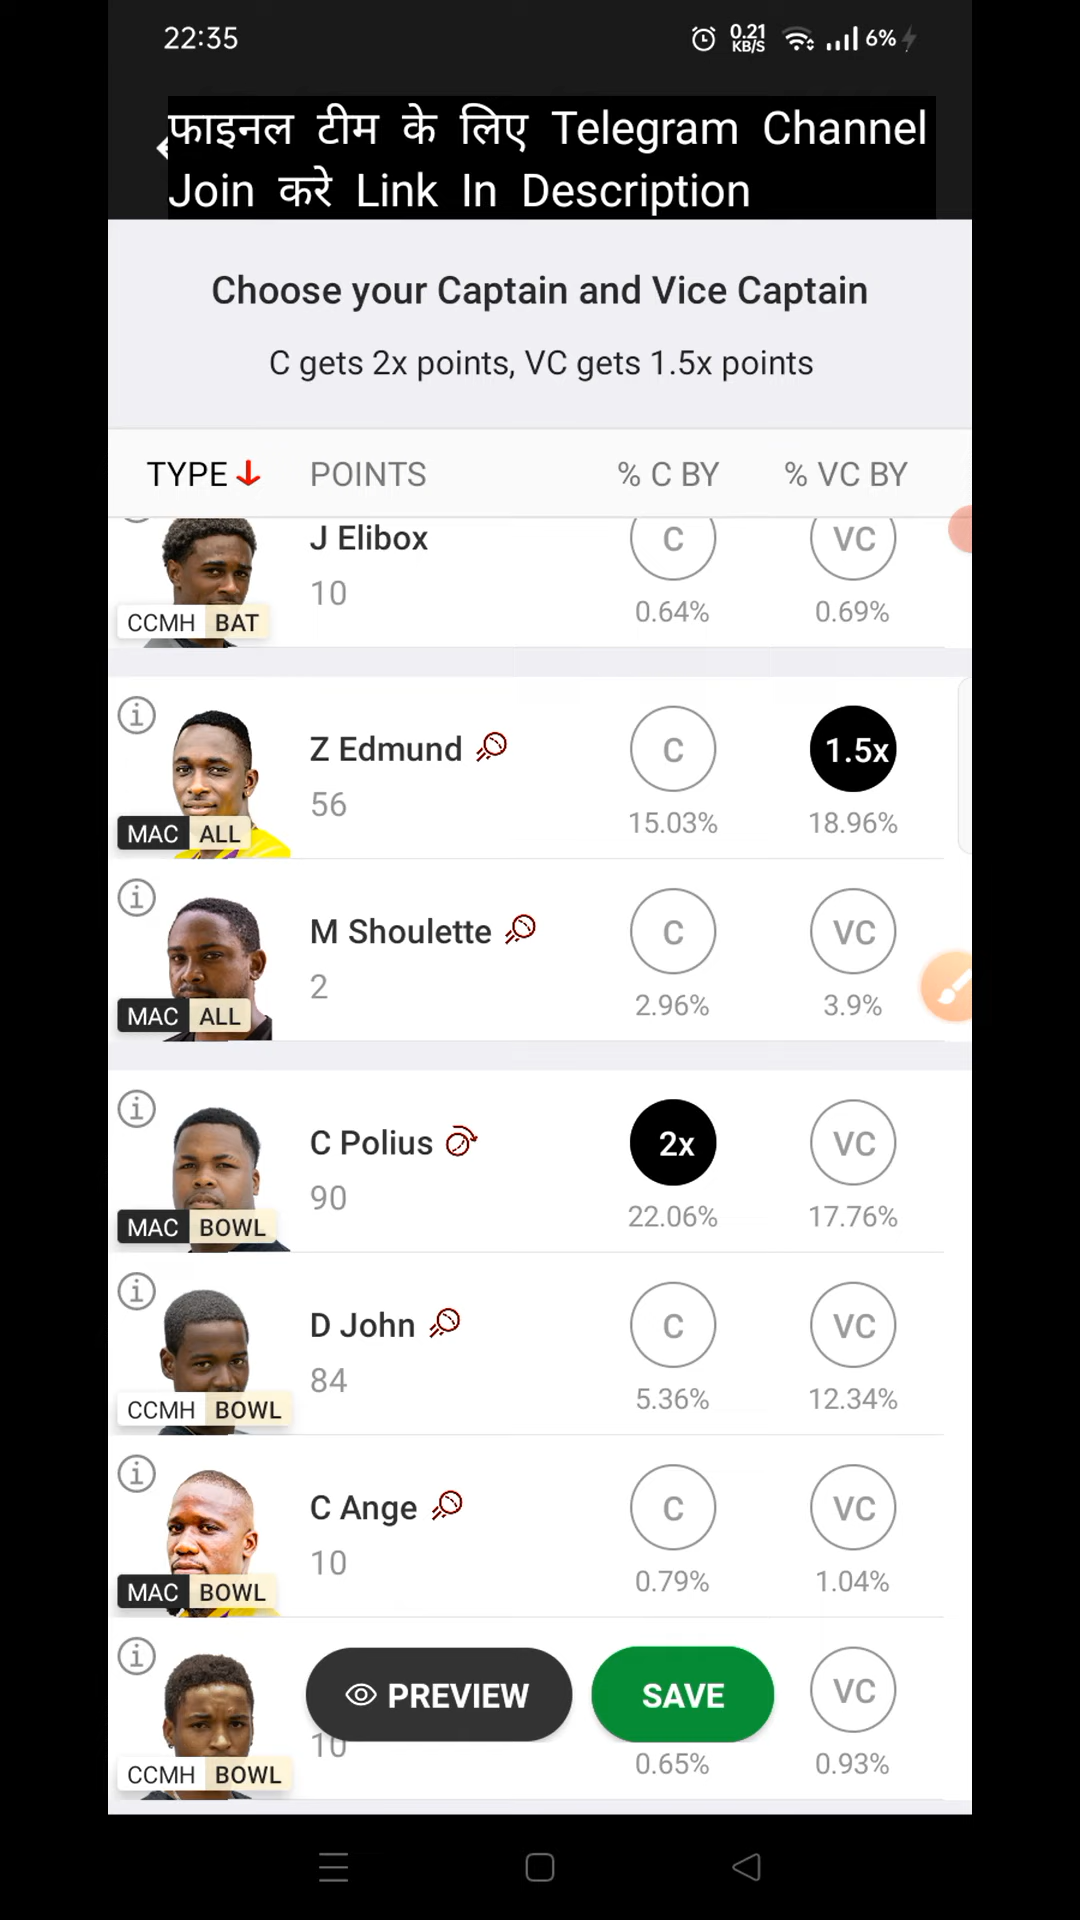 22:35
0.21 KB/S 6%
फाइनल टीम के लिए Telegram Channel
Join करे Link In Description
Choose your Captain and Vice Captain
C gets 2x points, VC gets 1.5x points
TYPE POINTS % C BY % VC BY
J Elibox C VC
10
0.64% 0.69%
CCMH BAT
Z Edmund C 1.5x
56
15.03% 18.96%
MAC ALL
M Shoulette C VC
2
2.96% 3.9%
MAC ALL
C Polius 2x VC
90
22.06% 17.76%
MAC BOWL
D John C VC
84
5.36% 12.34%
CCMH BOWL
C Ange C VC
10
0.79% 1.04%
MAC BOWL
PREVIEW SAVE VC
10
0.65% 0.93%
CCMH BOWL